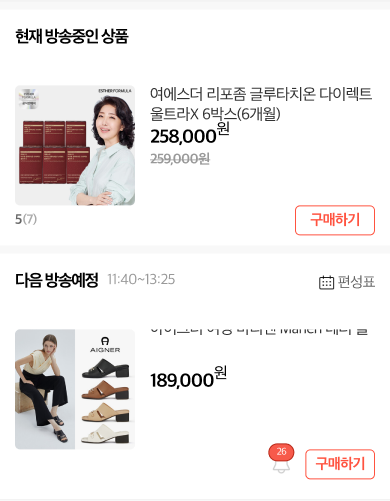 현재 방송중인 상품
ESTHER FORMULA
여에스더 리포좀 글루타치온 다이렉트
울트라X 6박스(6개월)
258,000원
259,000원
5(7)
구매하기
다음 방송예정 11:40~13:25
편성표
AIGNER
189,000원
26
구매하기